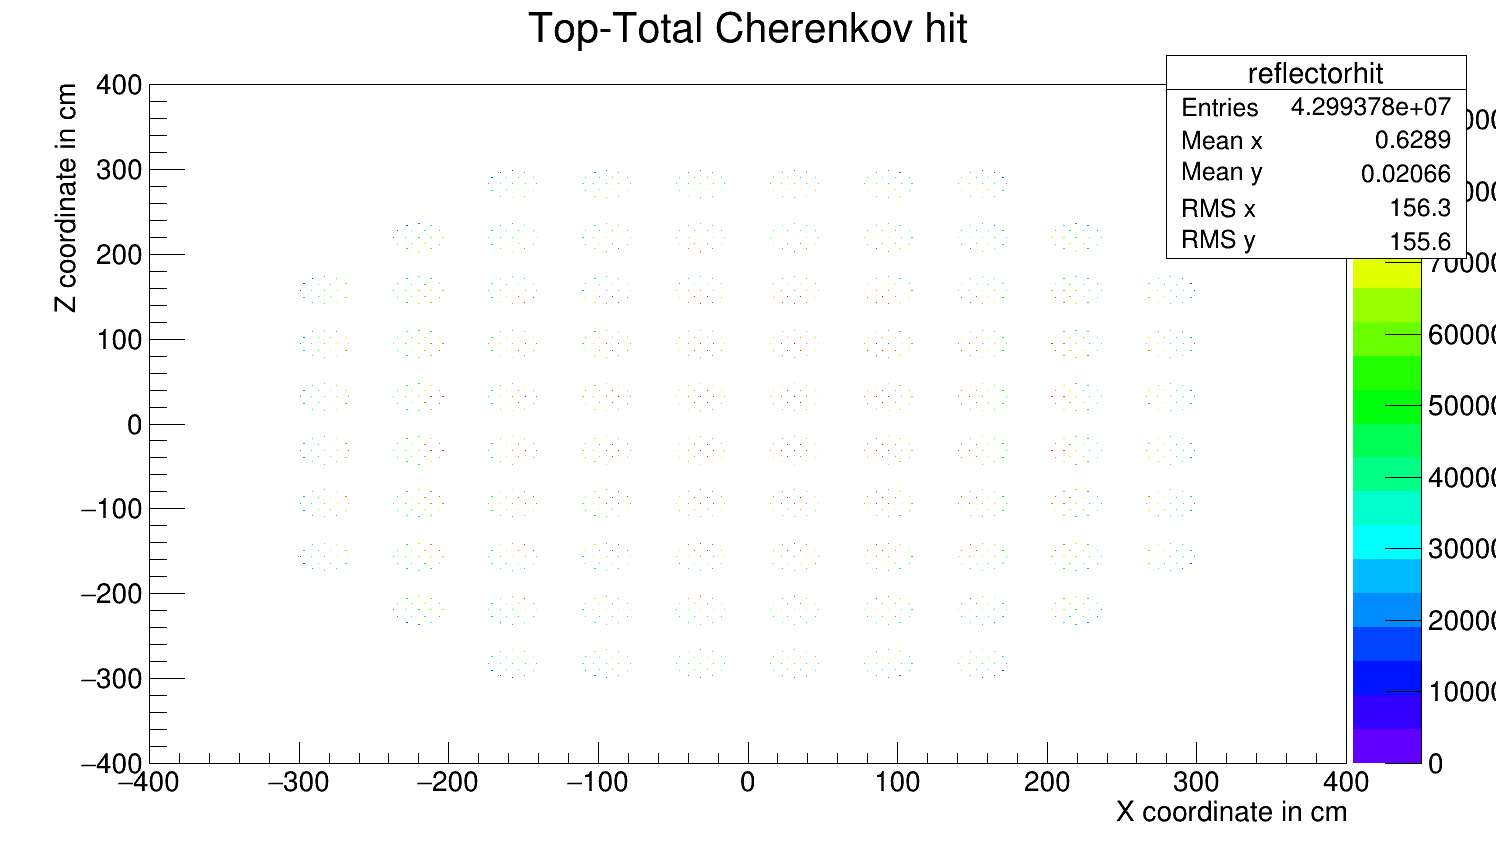 Top-Total Cherenkov hit
reflectorhit
Entries 4.299378e+07
Mean x 0.6289
Mean y 0.02066
RMS x 156.3
RMS y 155.6
Z coordinate in cm
400
300
200
100
0
−100
−200
−300
−400
−400 −300 −200 −100 0 100 200 300 400
X coordinate in cm
70000
60000
50000
40000
30000
20000
10000
0